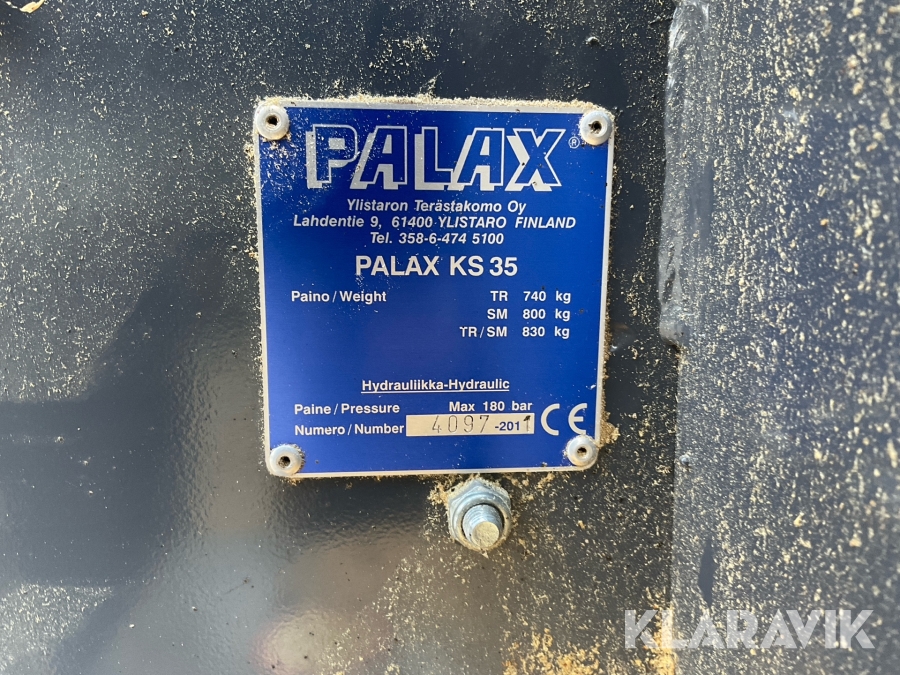 PALAX®
Ylistaron Terästakomo Oy
Lahdentie 9, 61400 YLISTARO FINLAND
Tel. 358-6-474 5100
PALAX KS 35
Paino/Weight TR 740 kg
SM 800 kg
TR/SM 830 kg
Hydrauliikka-Hydraulic
Paine/Pressure Max 180 bar
Numero/Number 4097-2011 CE
KLARAVIK